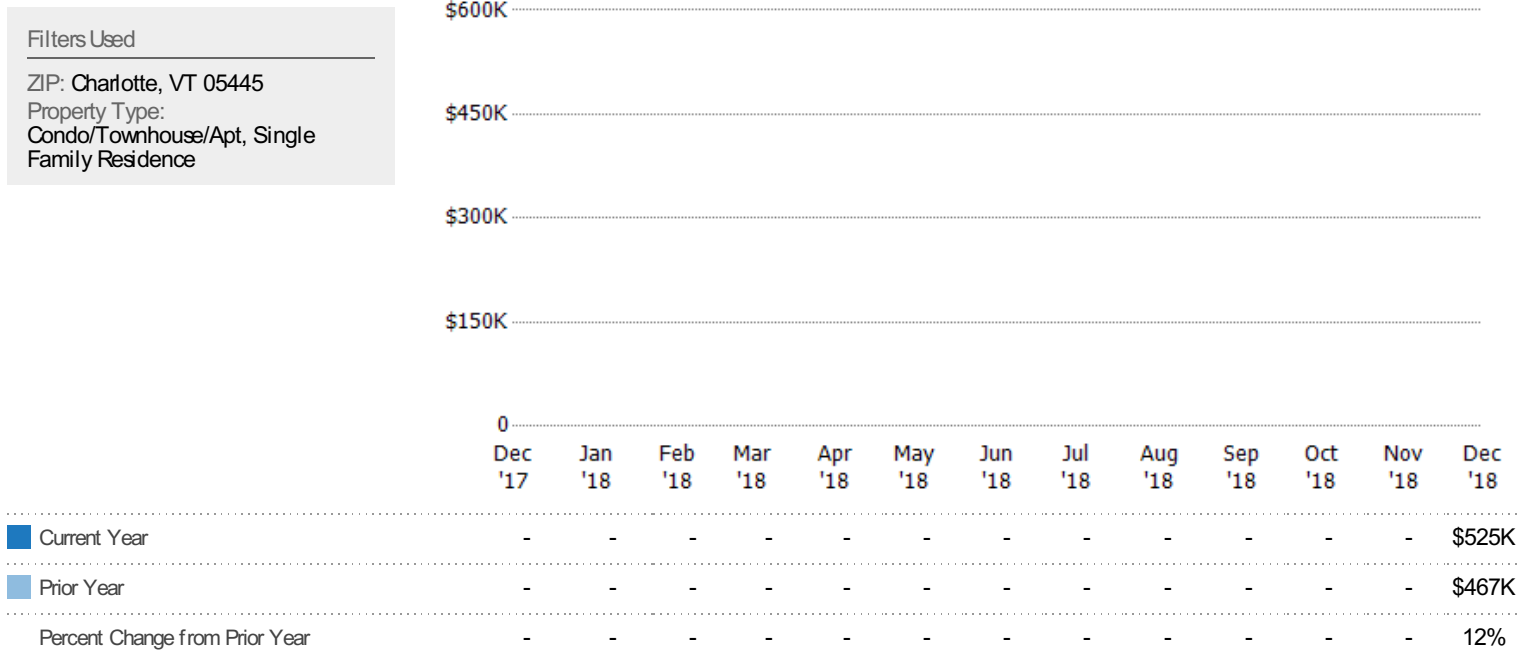 Filters Used
ZIP: Charlotte, VT 05445
Property Type:
Condo/Townhouse/Apt, Single
Family Residence
$600K
$450K
$300K
$150K
0
Dec Jan Feb Mar Apr May Jun Jul Aug Sep Oct Nov Dec
'17 '18 '18 '18 '18 '18 '18 '18 '18 '18 '18 '18 '18
Current Year - - - - - - - - - - - - $525K
Prior Year - - - - - - - - - - - - $467K
Percent Change from Prior Year - - - - - - - - - - - - 12%